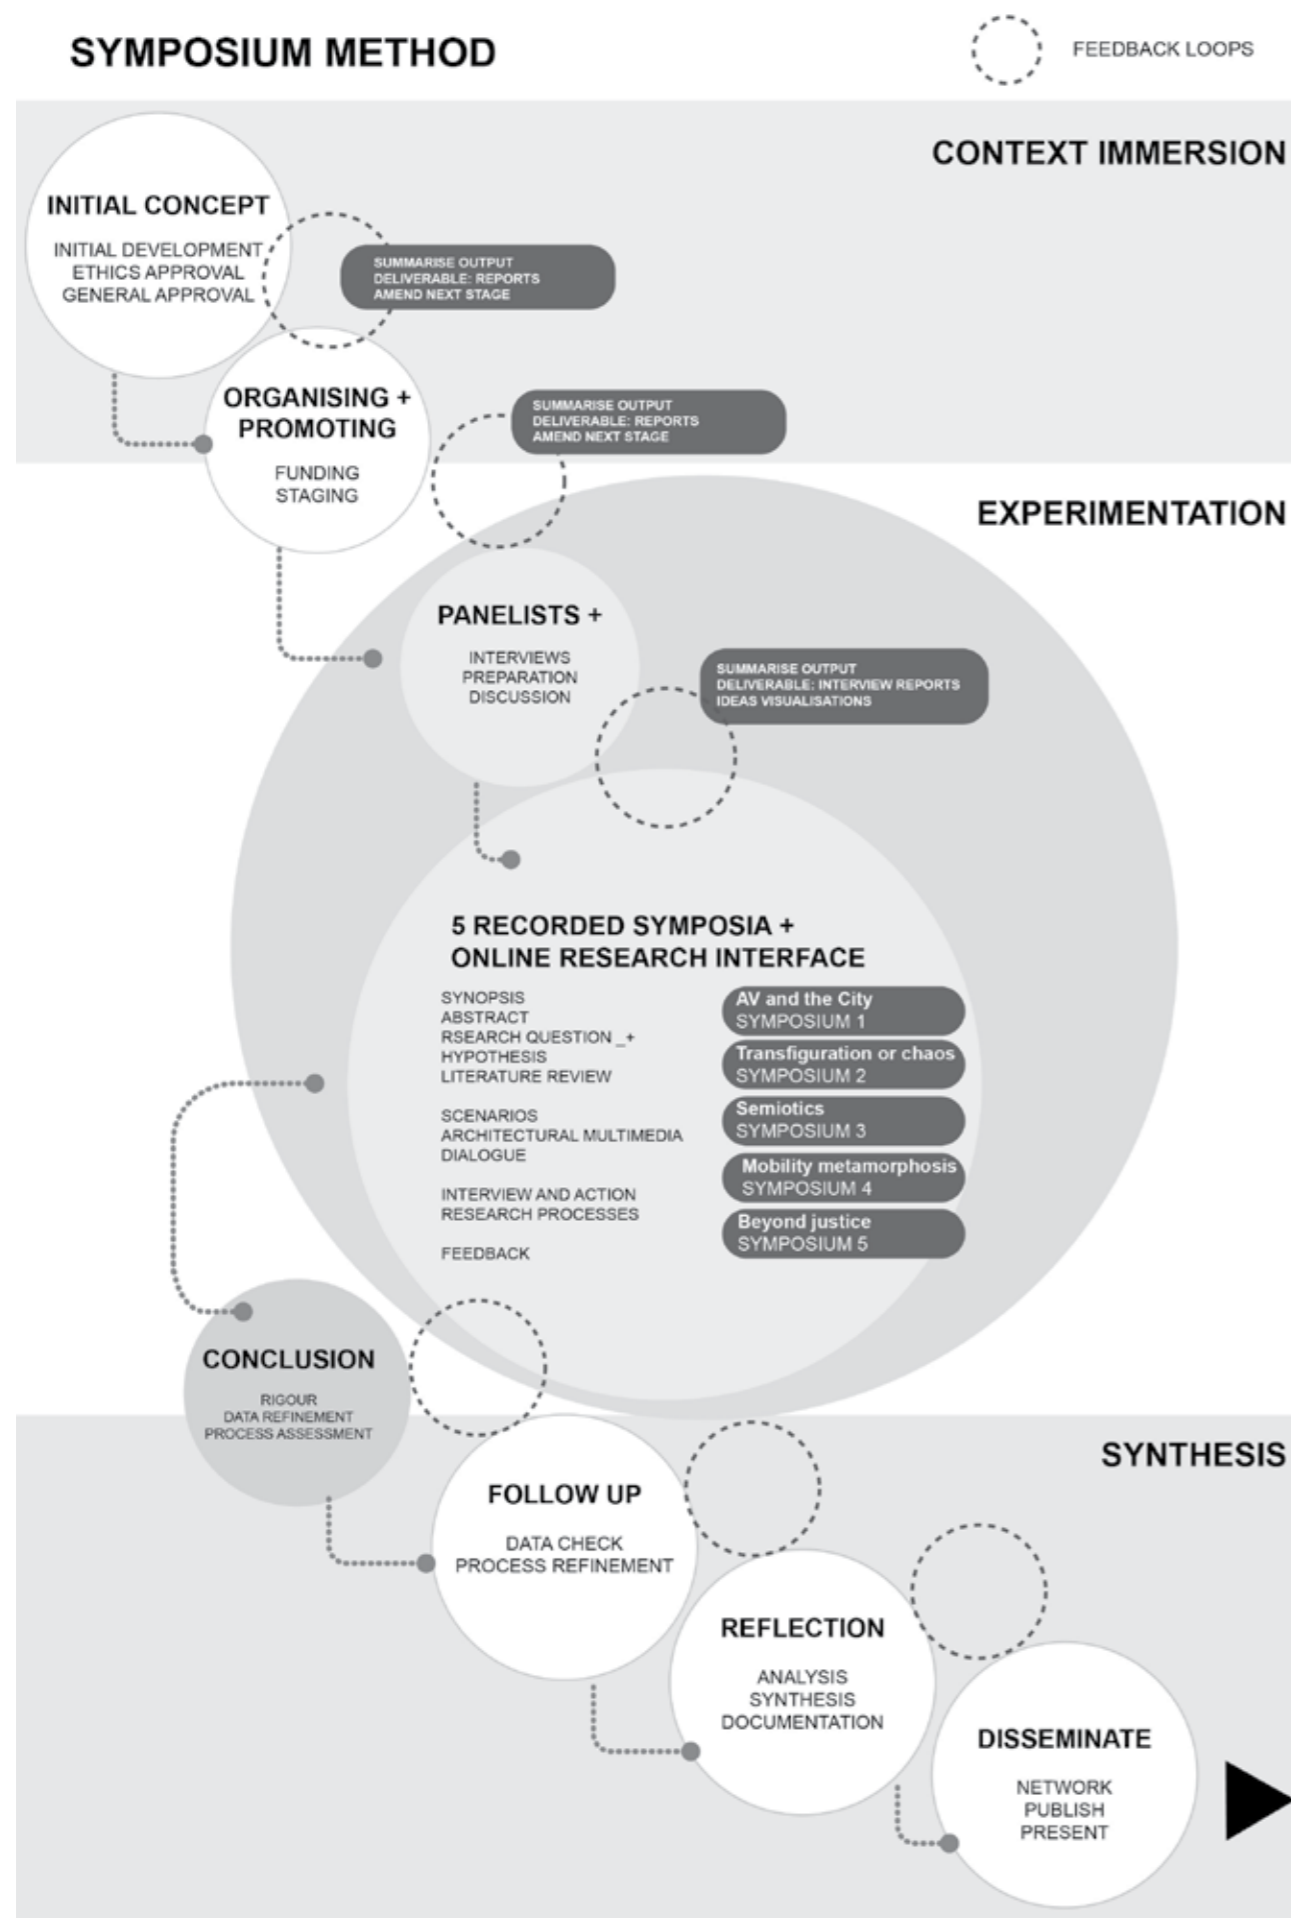 SYMPOSIUM METHOD
FEEDBACK LOOPS
CONTEXT IMMERSION
INITIAL CONCEPT
INITIAL DEVELOPMENT
ETHICS APPROVAL
GENERAL APPROVAL
SUMMARISE OUTPUT
DELIVERABLE: REPORTS
AMEND NEXT STAGE
ORGANISING +
PROMOTING
FUNDING
STAGING
SUMMARISE OUTPUT
DELIVERABLE: REPORTS
AMEND NEXT STAGE
EXPERIMENTATION
PANELISTS +
INTERVIEWS
PREPARATION
DISCUSSION
SUMMARISE OUTPUT
DELIVERABLE: INTERVIEW REPORTS
IDEAS VISUALISATIONS
5 RECORDED SYMPOSIA +
ONLINE RESEARCH INTERFACE
SYNOPSIS
ABSTRACT
RSEARCH QUESTION _+
HYPOTHESIS
LITERATURE REVIEW
SCENARIOS
ARCHITECTURAL MULTIMEDIA
DIALOGUE
INTERVIEW AND ACTION
RESEARCH PROCESSES
FEEDBACK
AV and the City
SYMPOSIUM 1
Transfiguration or chaos
SYMPOSIUM 2
Semiotics
SYMPOSIUM 3
Mobility metamorphosis
SYMPOSIUM 4
Beyond justice
SYMPOSIUM 5
CONCLUSION
RIGOUR
DATA REFINEMENT
PROCESS ASSESSMENT
SYNTHESIS
FOLLOW UP
DATA CHECK
PROCESS REFINEMENT
REFLECTION
ANALYSIS
SYNTHESIS
DOCUMENTATION
DISSEMINATE
NETWORK
PUBLISH
PRESENT